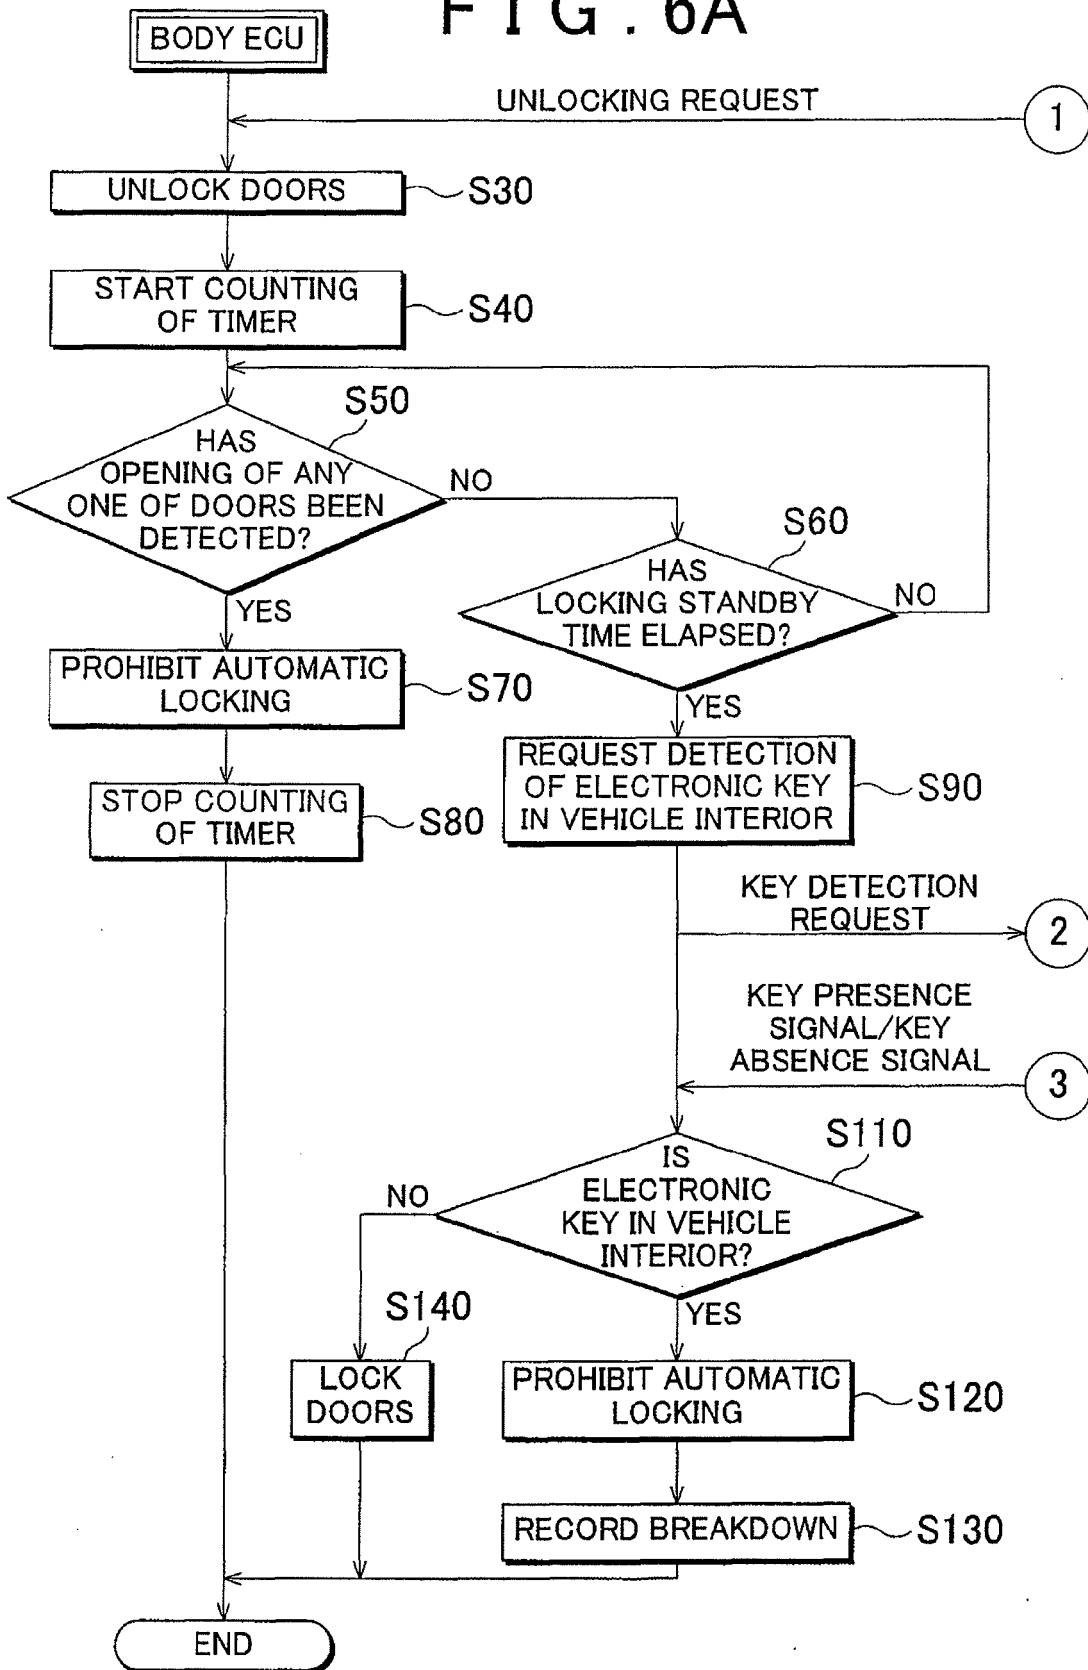 FIG. 6A
BODY ECU
UNLOCKING REQUEST
1
UNLOCK DOORS
S30
START COUNTING
OF TIMER
S40
S50
HAS
OPENING OF ANY
ONE OF DOORS BEEN
DETECTED?
NO
YES
S60
HAS
LOCKING STANDBY
TIME ELAPSED?
NO
YES
PROHIBIT AUTOMATIC
LOCKING
S70
STOP COUNTING
OF TIMER
S80
REQUEST DETECTION
OF ELECTRONIC KEY
IN VEHICLE INTERIOR
S90
KEY DETECTION
REQUEST
2
KEY PRESENCE
SIGNAL/KEY
ABSENCE SIGNAL
3
S110
IS
ELECTRONIC
KEY IN VEHICLE
INTERIOR?
NO
YES
S140
LOCK
DOORS
PROHIBIT AUTOMATIC
LOCKING
S120
RECORD BREAKDOWN
S130
END